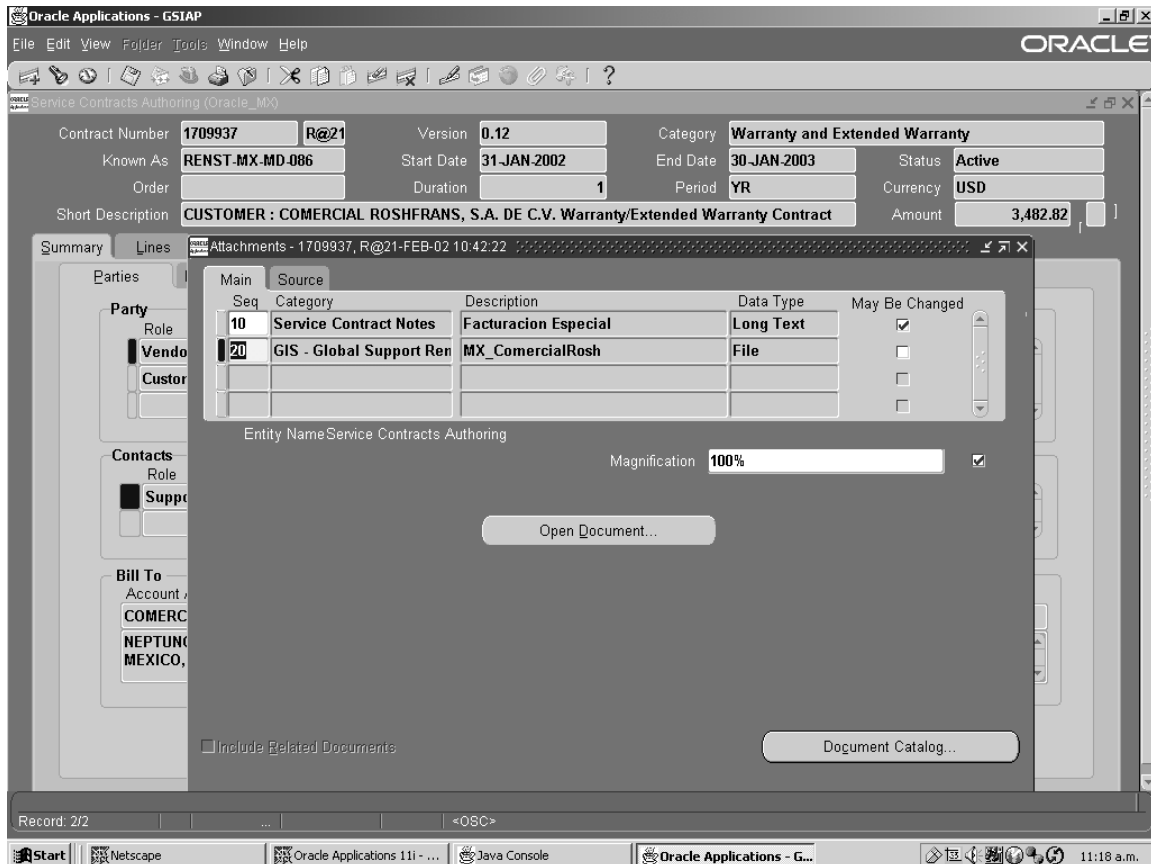 Oracle Applications - GSIAP
File Edit View Folder Tools Window Help
ORACLE
Service Contracts Authoring (Oracle_MX)
Contract Number 1709937 R@21 Version 0.12 Category Warranty and Extended Warranty
Known As RENST-MX-MD-086 Start Date 31-JAN-2002 End Date 30-JAN-2003 Status Active
Order Duration 1 Period YR Currency USD
Short Description CUSTOMER : COMERCIAL ROSHFRANS, S.A. DE C.V. Warranty/Extended Warranty Contract Amount 3,482.82 [ ]
Summary Lines
Attachments - 1709937, R@21-FEB-02 10:42:22
Parties
Main Source
Seq Category Description Data Type May Be Changed
10 Service Contract Notes Facturacion Especial Long Text
20 GIS - Global Support Ren MX_ComercialRosh File
Party
Role
Vendo
Custor
Entity Name Service Contracts Authoring
Magnification 100%
Contacts
Role
Suppo
Open Document...
Bill To
Account
COMERC
NEPTUNO
MEXICO,
Include Related Documents
Document Catalog...
Record: 2/2 ... <OSC>
Start Netscape Oracle Applications 11i - ... Java Console Oracle Applications - G... 11:18 a.m.